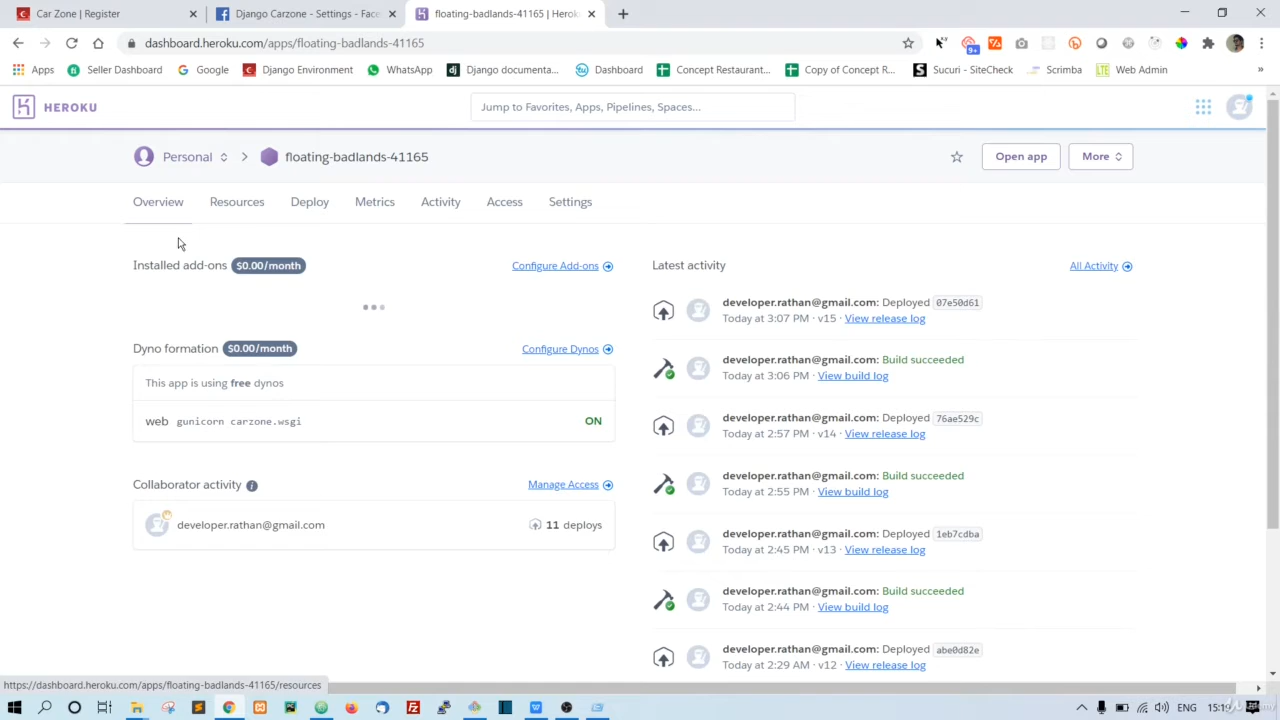 Car Zone | Register
Django Carzone - Settings - Face
floating-badlands-41165 | Herok
dashboard.heroku.com/apps/floating-badlands-41165
9+
Apps
Seller Dashboard
Google
Django Environment
WhatsApp
Django documenta...
Dashboard
Concept Restaurant...
Copy of Concept R...
Sucuri - SiteCheck
Scrimba
Web Admin
HEROKU
Jump to Favorites, Apps, Pipelines, Spaces...
Personal
floating-badlands-41165
Open app
More
Overview
Resources
Deploy
Metrics
Activity
Access
Settings
Installed add-ons $0.00/month
Configure Add-ons
Dyno formation $0.00/month
Configure Dynos
This app is using free dynos
web gunicorn carzone.wsgi
ON
Collaborator activity
Manage Access
developer.rathan@gmail.com
11 deploys
Latest activity
All Activity
developer.rathan@gmail.com: Deployed 07e50d61
Today at 3:07 PM · v15 · View release log
developer.rathan@gmail.com: Build succeeded
Today at 3:06 PM · View build log
developer.rathan@gmail.com: Deployed 76ae529c
Today at 2:57 PM · v14 · View release log
developer.rathan@gmail.com: Build succeeded
Today at 2:55 PM · View build log
developer.rathan@gmail.com: Deployed 1eb7cdba
Today at 2:45 PM · v13 · View release log
developer.rathan@gmail.com: Build succeeded
Today at 2:44 PM · View build log
developer.rathan@gmail.com: Deployed abe0d82e
Today at 2:29 AM · v12 · View release log
https://dashboard.heroku.com/apps/floating-badlands-41165/resources
ENG
Udemy